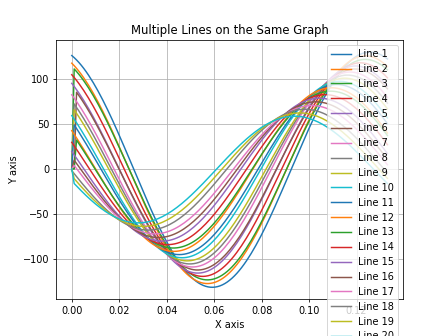 Multiple Lines on the Same Graph
Y axis
100
50
0
−50
−100
0.00
0.02
0.04
0.06
0.08
0.10
X axis
Line 1
Line 2
Line 3
Line 4
Line 5
Line 6
Line 7
Line 8
Line 9
Line 10
Line 11
Line 12
Line 13
Line 14
Line 15
Line 16
Line 17
Line 18
Line 19
Line 20